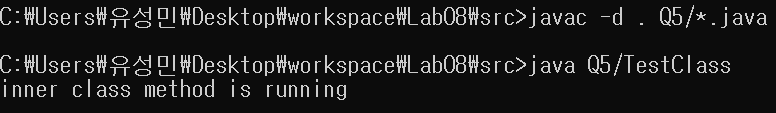 C:₩Users₩유성민₩Desktop₩workspace₩Lab08₩src>javac -d . Q5/*.java
C:₩Users₩유성민₩Desktop₩workspace₩Lab08₩src>java Q5/TestClass
inner class method is running